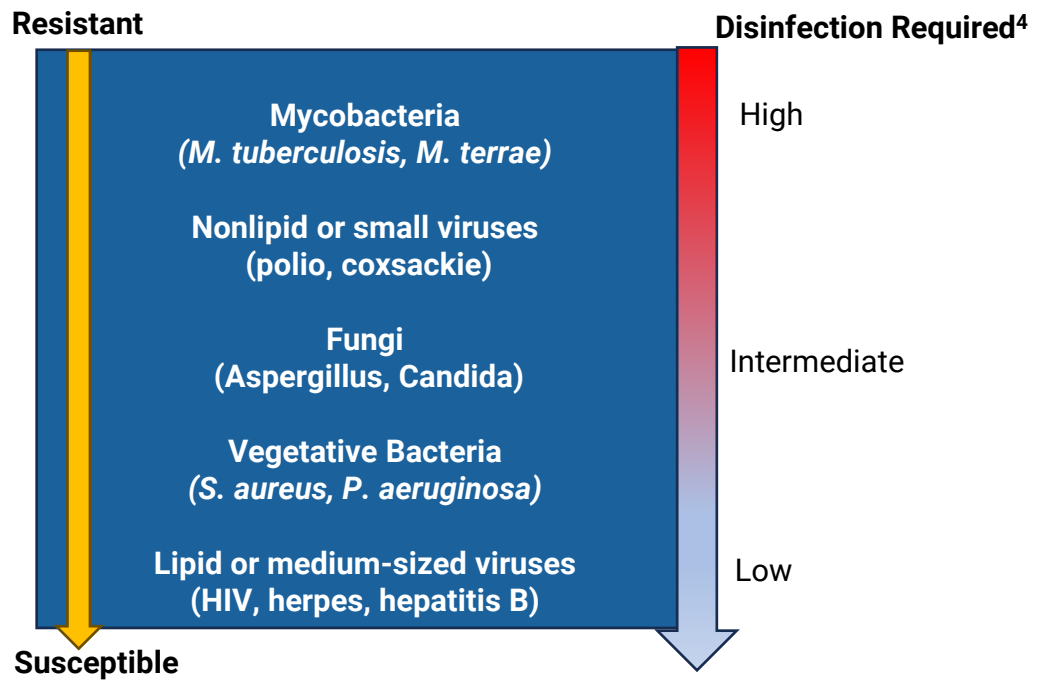 Resistant
Disinfection Required⁴
Mycobacteria
(M. tuberculosis, M. terrae)
High
Nonlipid or small viruses
(polio, coxsackie)
Fungi
(Aspergillus, Candida)
Intermediate
Vegetative Bacteria
(S. aureus, P. aeruginosa)
Lipid or medium-sized viruses
(HIV, herpes, hepatitis B)
Low
Susceptible